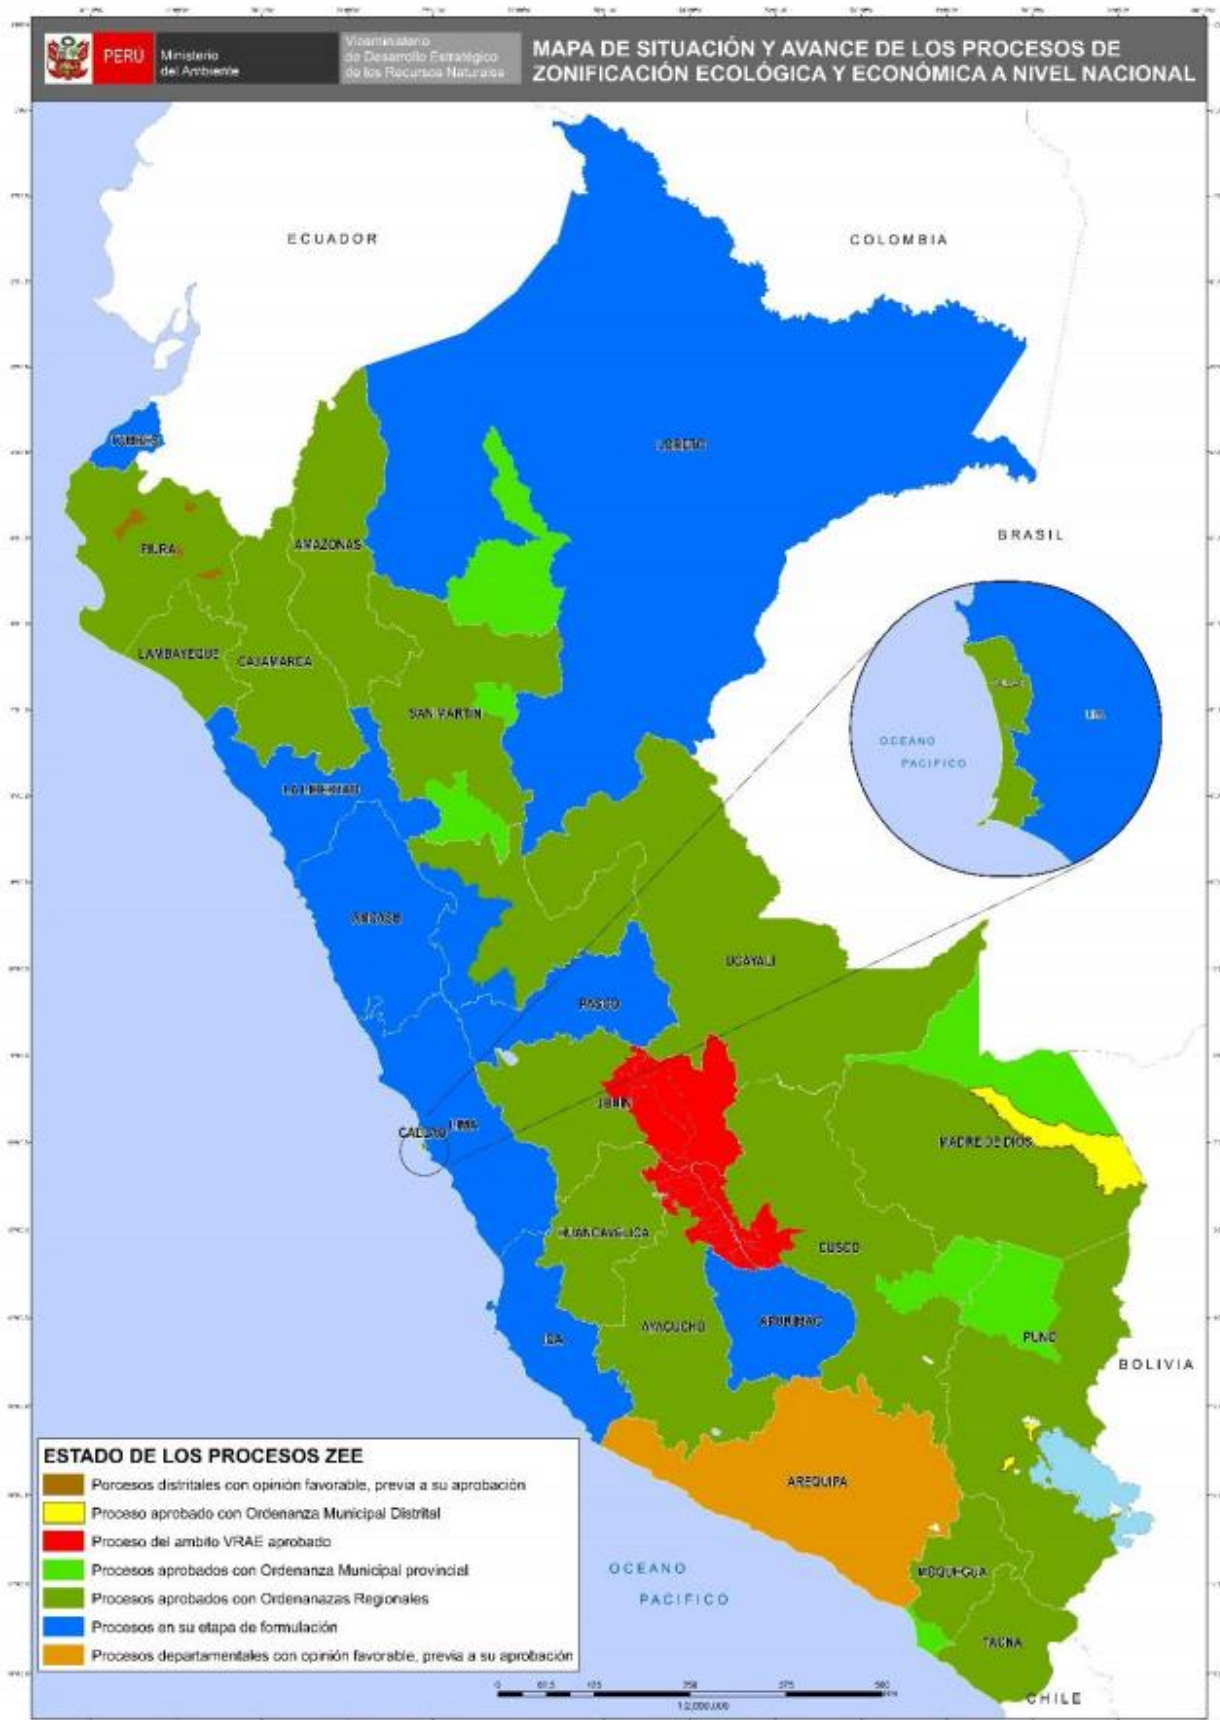 PERÚ
Ministerio
del Ambiente
Viceministerio
de Desarrollo Estratégico
de los Recursos Naturales
MAPA DE SITUACIÓN Y AVANCE DE LOS PROCESOS DE
ZONIFICACIÓN ECOLÓGICA Y ECONÓMICA A NIVEL NACIONAL
ECUADOR
COLOMBIA
TUMBES
LORETO
BRASIL
PIURA
AMAZONAS
LAMBAYEQUE
CAJAMARCA
SAN MARTIN
OCEANO
PACIFICO
LA LIBERTAD
ANCASH
UCAYALI
PASCO
JUNIN
CALLAO
LIMA
MADRE DE DIOS
HUANCAVELICA
CUSCO
ICA
AYACUCHO
APURIMAC
PUNO
BOLIVIA
AREQUIPA
MOQUEGUA
TACNA
CHILE
OCEANO
PACIFICO
ESTADO DE LOS PROCESOS ZEE
Porcesos distritales con opinión favorable, previa a su aprobación
Proceso aprobado con Ordenanza Municipal Distrital
Proceso del ambito VRAE aprobado
Procesos aprobados con Ordenanza Municipal provincial
Procesos aprobados con Ordenanazas Regionales
Procesos en su etapa de formulación
Procesos departamentales con opinión favorable, previa a su aprobación